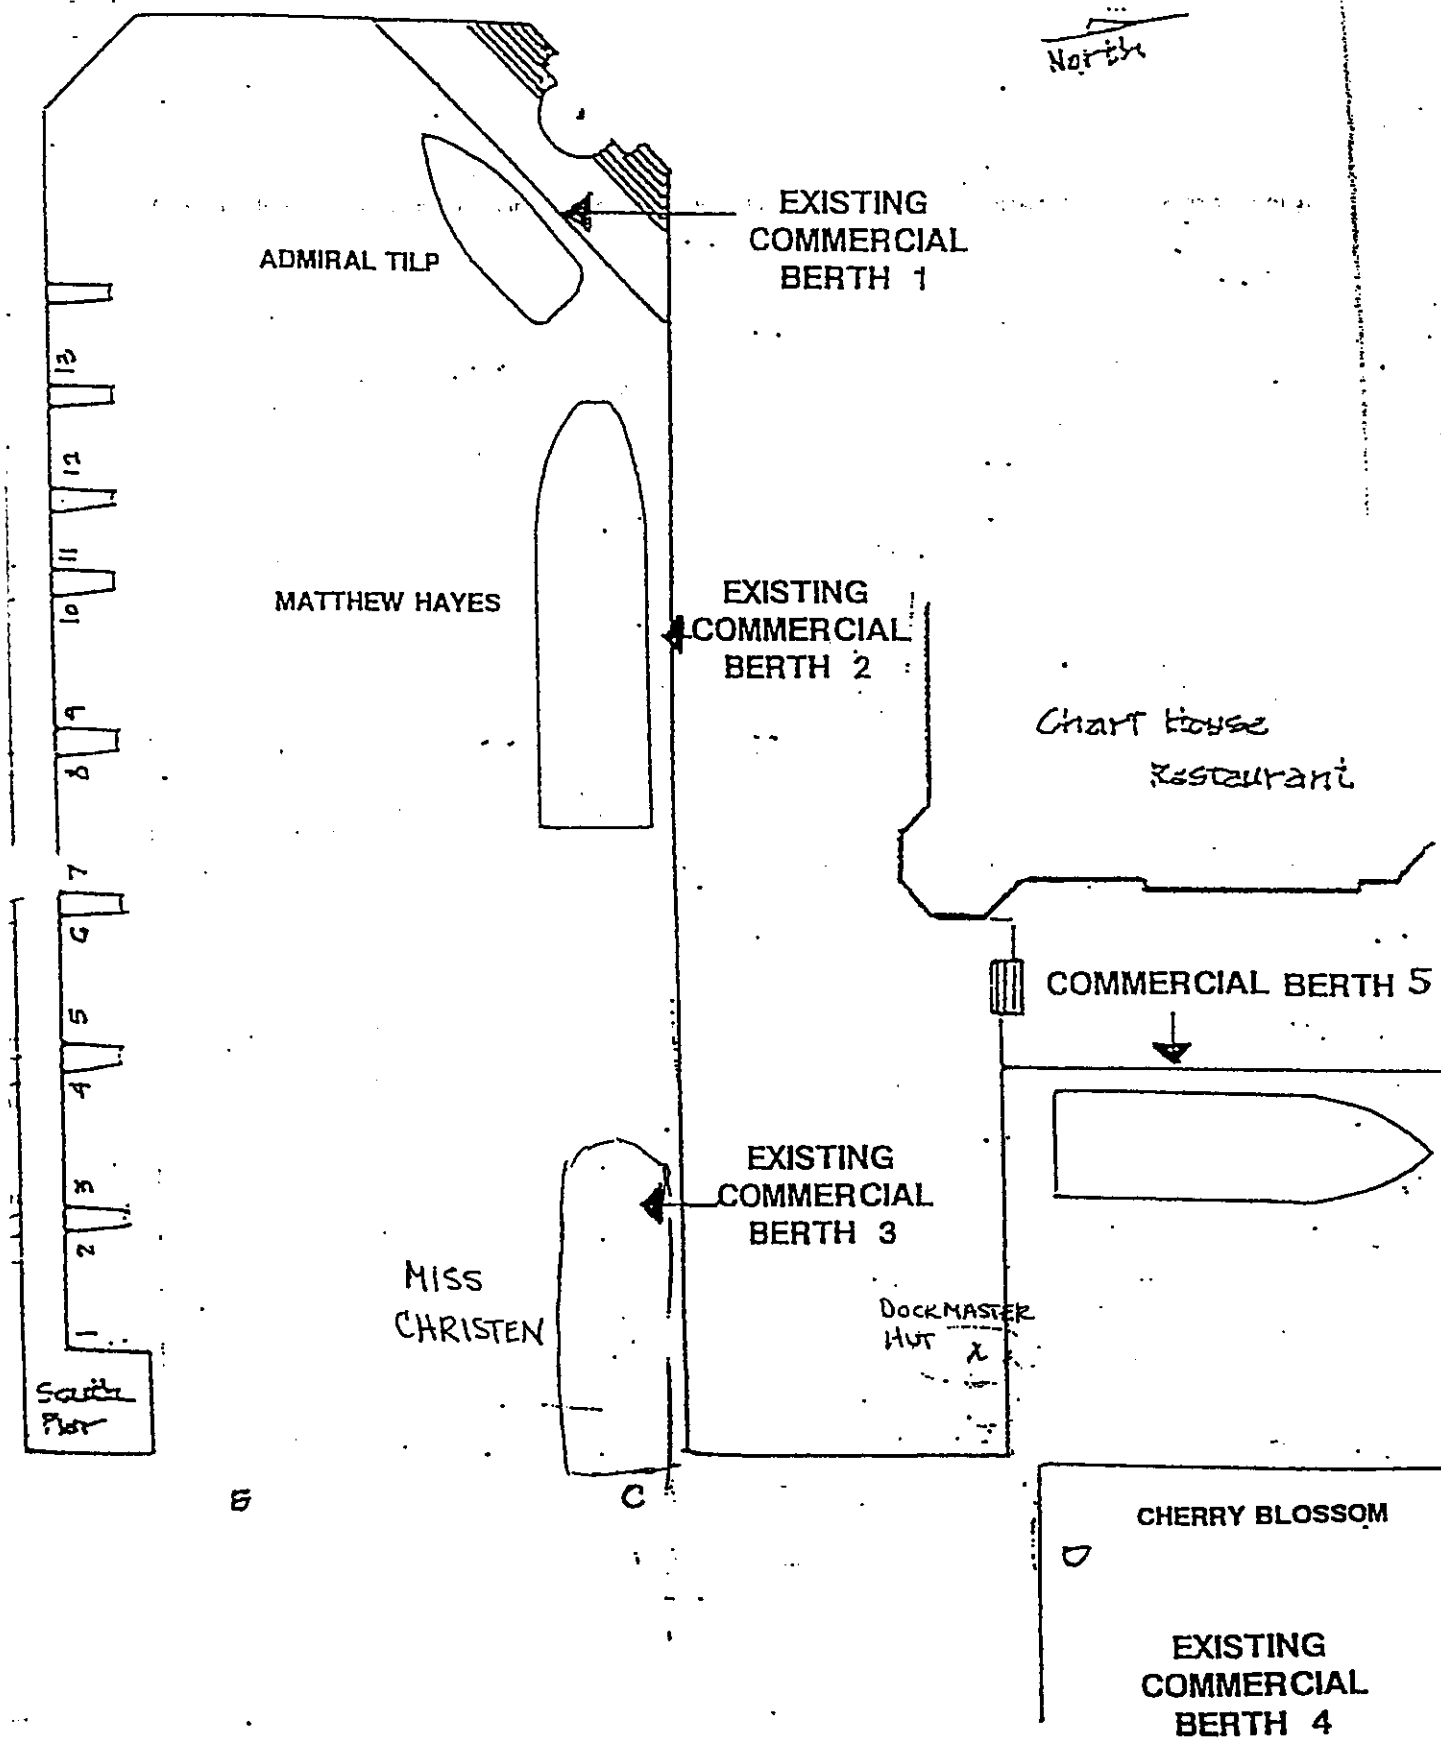 North
EXISTING
COMMERCIAL
BERTH 1
ADMIRAL TILP
13
12
11
10
MATTHEW HAYES
EXISTING
COMMERCIAL
BERTH 2
9
8
Chart House
Restaurant
7
6
COMMERCIAL BERTH 5
5
4
EXISTING
COMMERCIAL
BERTH 3
3
2
MISS
CHRISTEN
DOCKMASTER
HUT X
1
South
Pier
C
CHERRY BLOSSOM
D
EXISTING
COMMERCIAL
BERTH 4